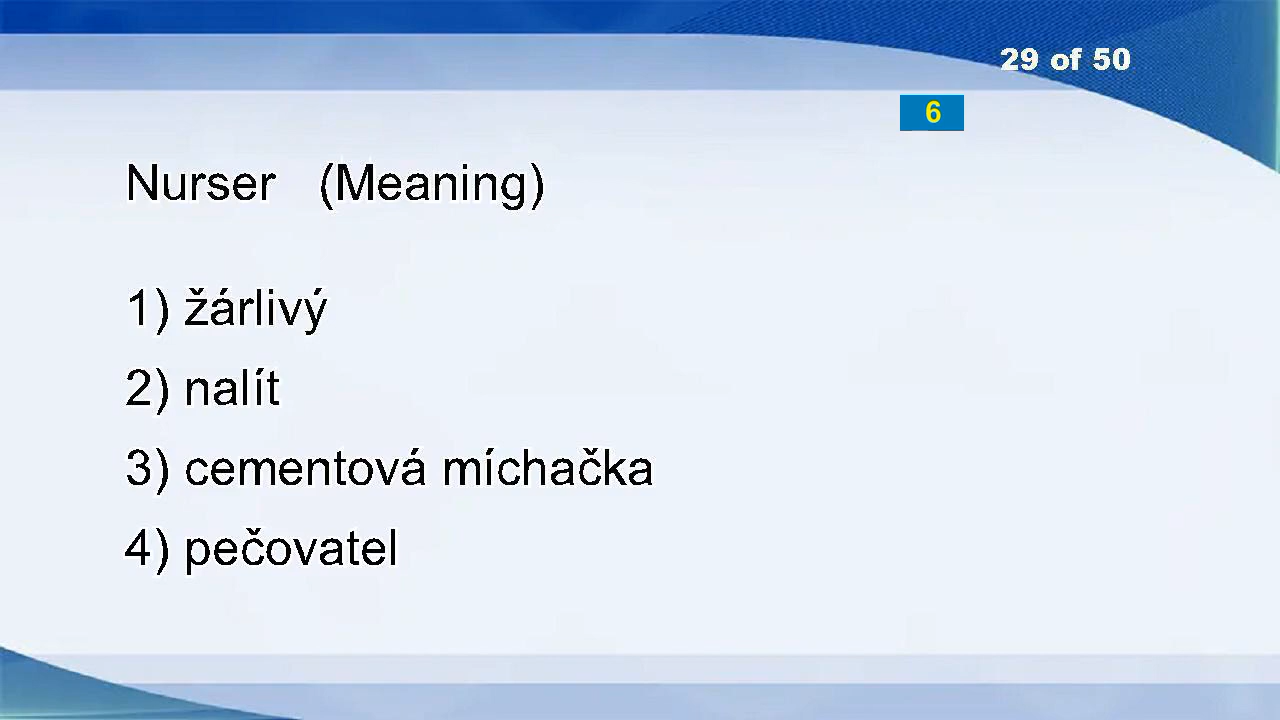 29 of 50
6
Nurser (Meaning)
1) žárlivý
2) nalít
3) cementová míchačka
4) pečovatel